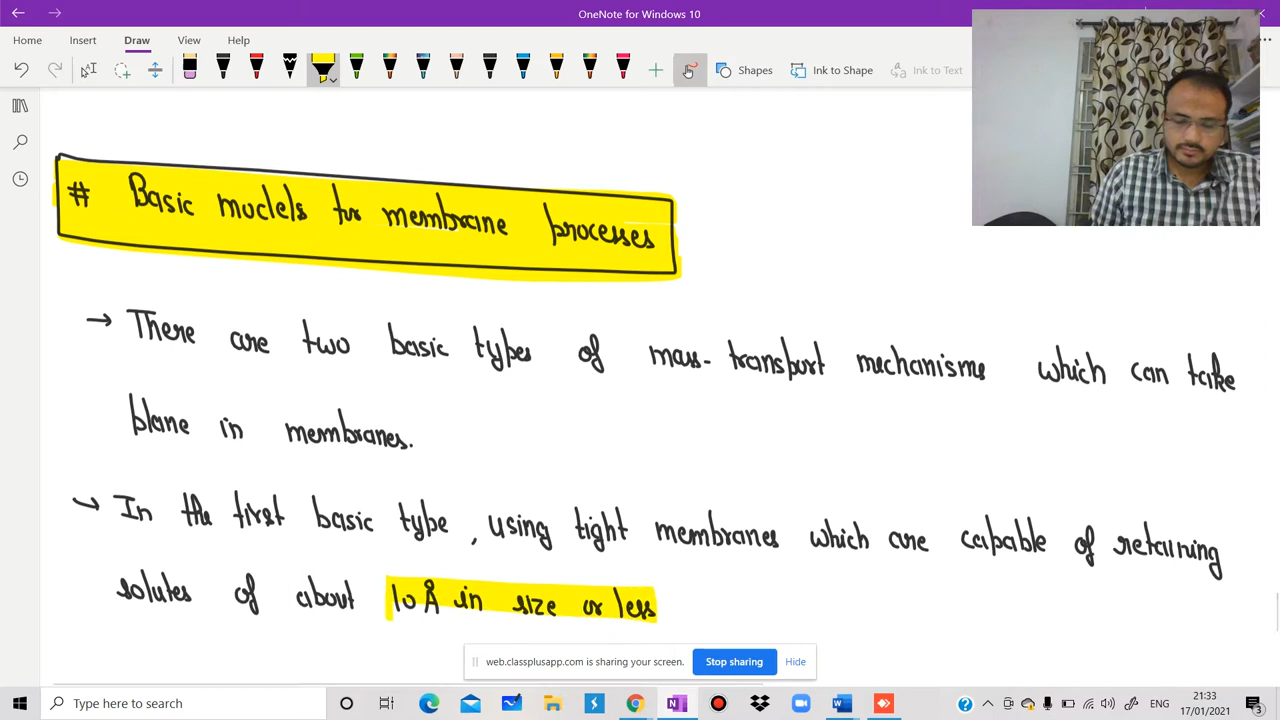 OneNote for Windows 10
Home Insert Draw View Help
Shapes Ink to Shape Ink to Text
# Basic models for membrane processes
→ There are two basic types of mass-transport mechanisms which can take
plane in membranes.
→ In the first basic type, using tight membranes which are capable of retaining
solutes of about 10 Å in size or less
web.classplusapp.com is sharing your screen. Stop sharing Hide
Type here to search
ENG
21:33
17/01/2021
3